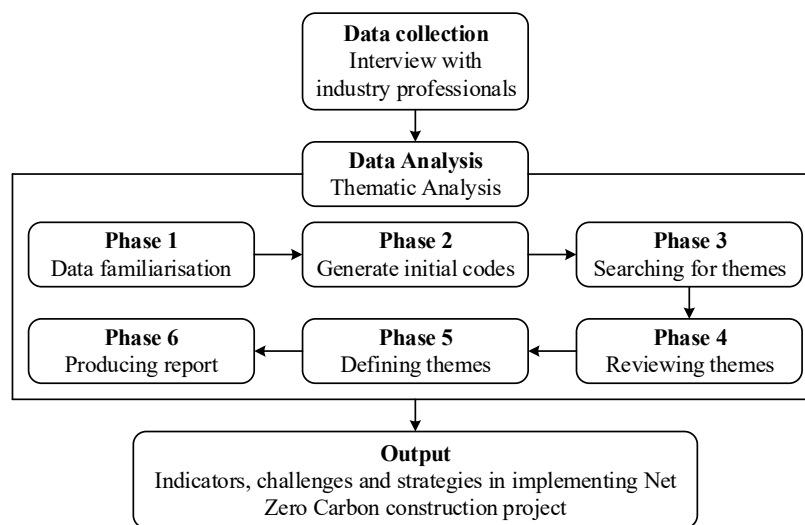 Data collection
Interview with
industry professionals
Data Analysis
Thematic Analysis
Phase 1
Data familiarisation
Phase 2
Generate initial codes
Phase 3
Searching for themes
Phase 6
Producing report
Phase 5
Defining themes
Phase 4
Reviewing themes
Output
Indicators, challenges and strategies in implementing Net
Zero Carbon construction project